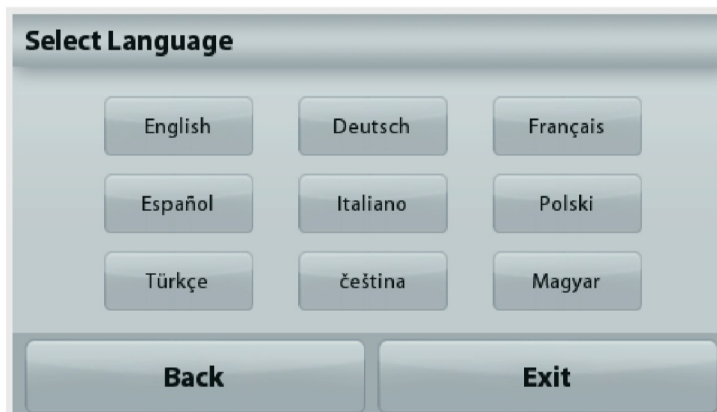 Select Language
English Deutsch Français
Español Italiano Polski
Türkçe čeština Magyar
Back Exit